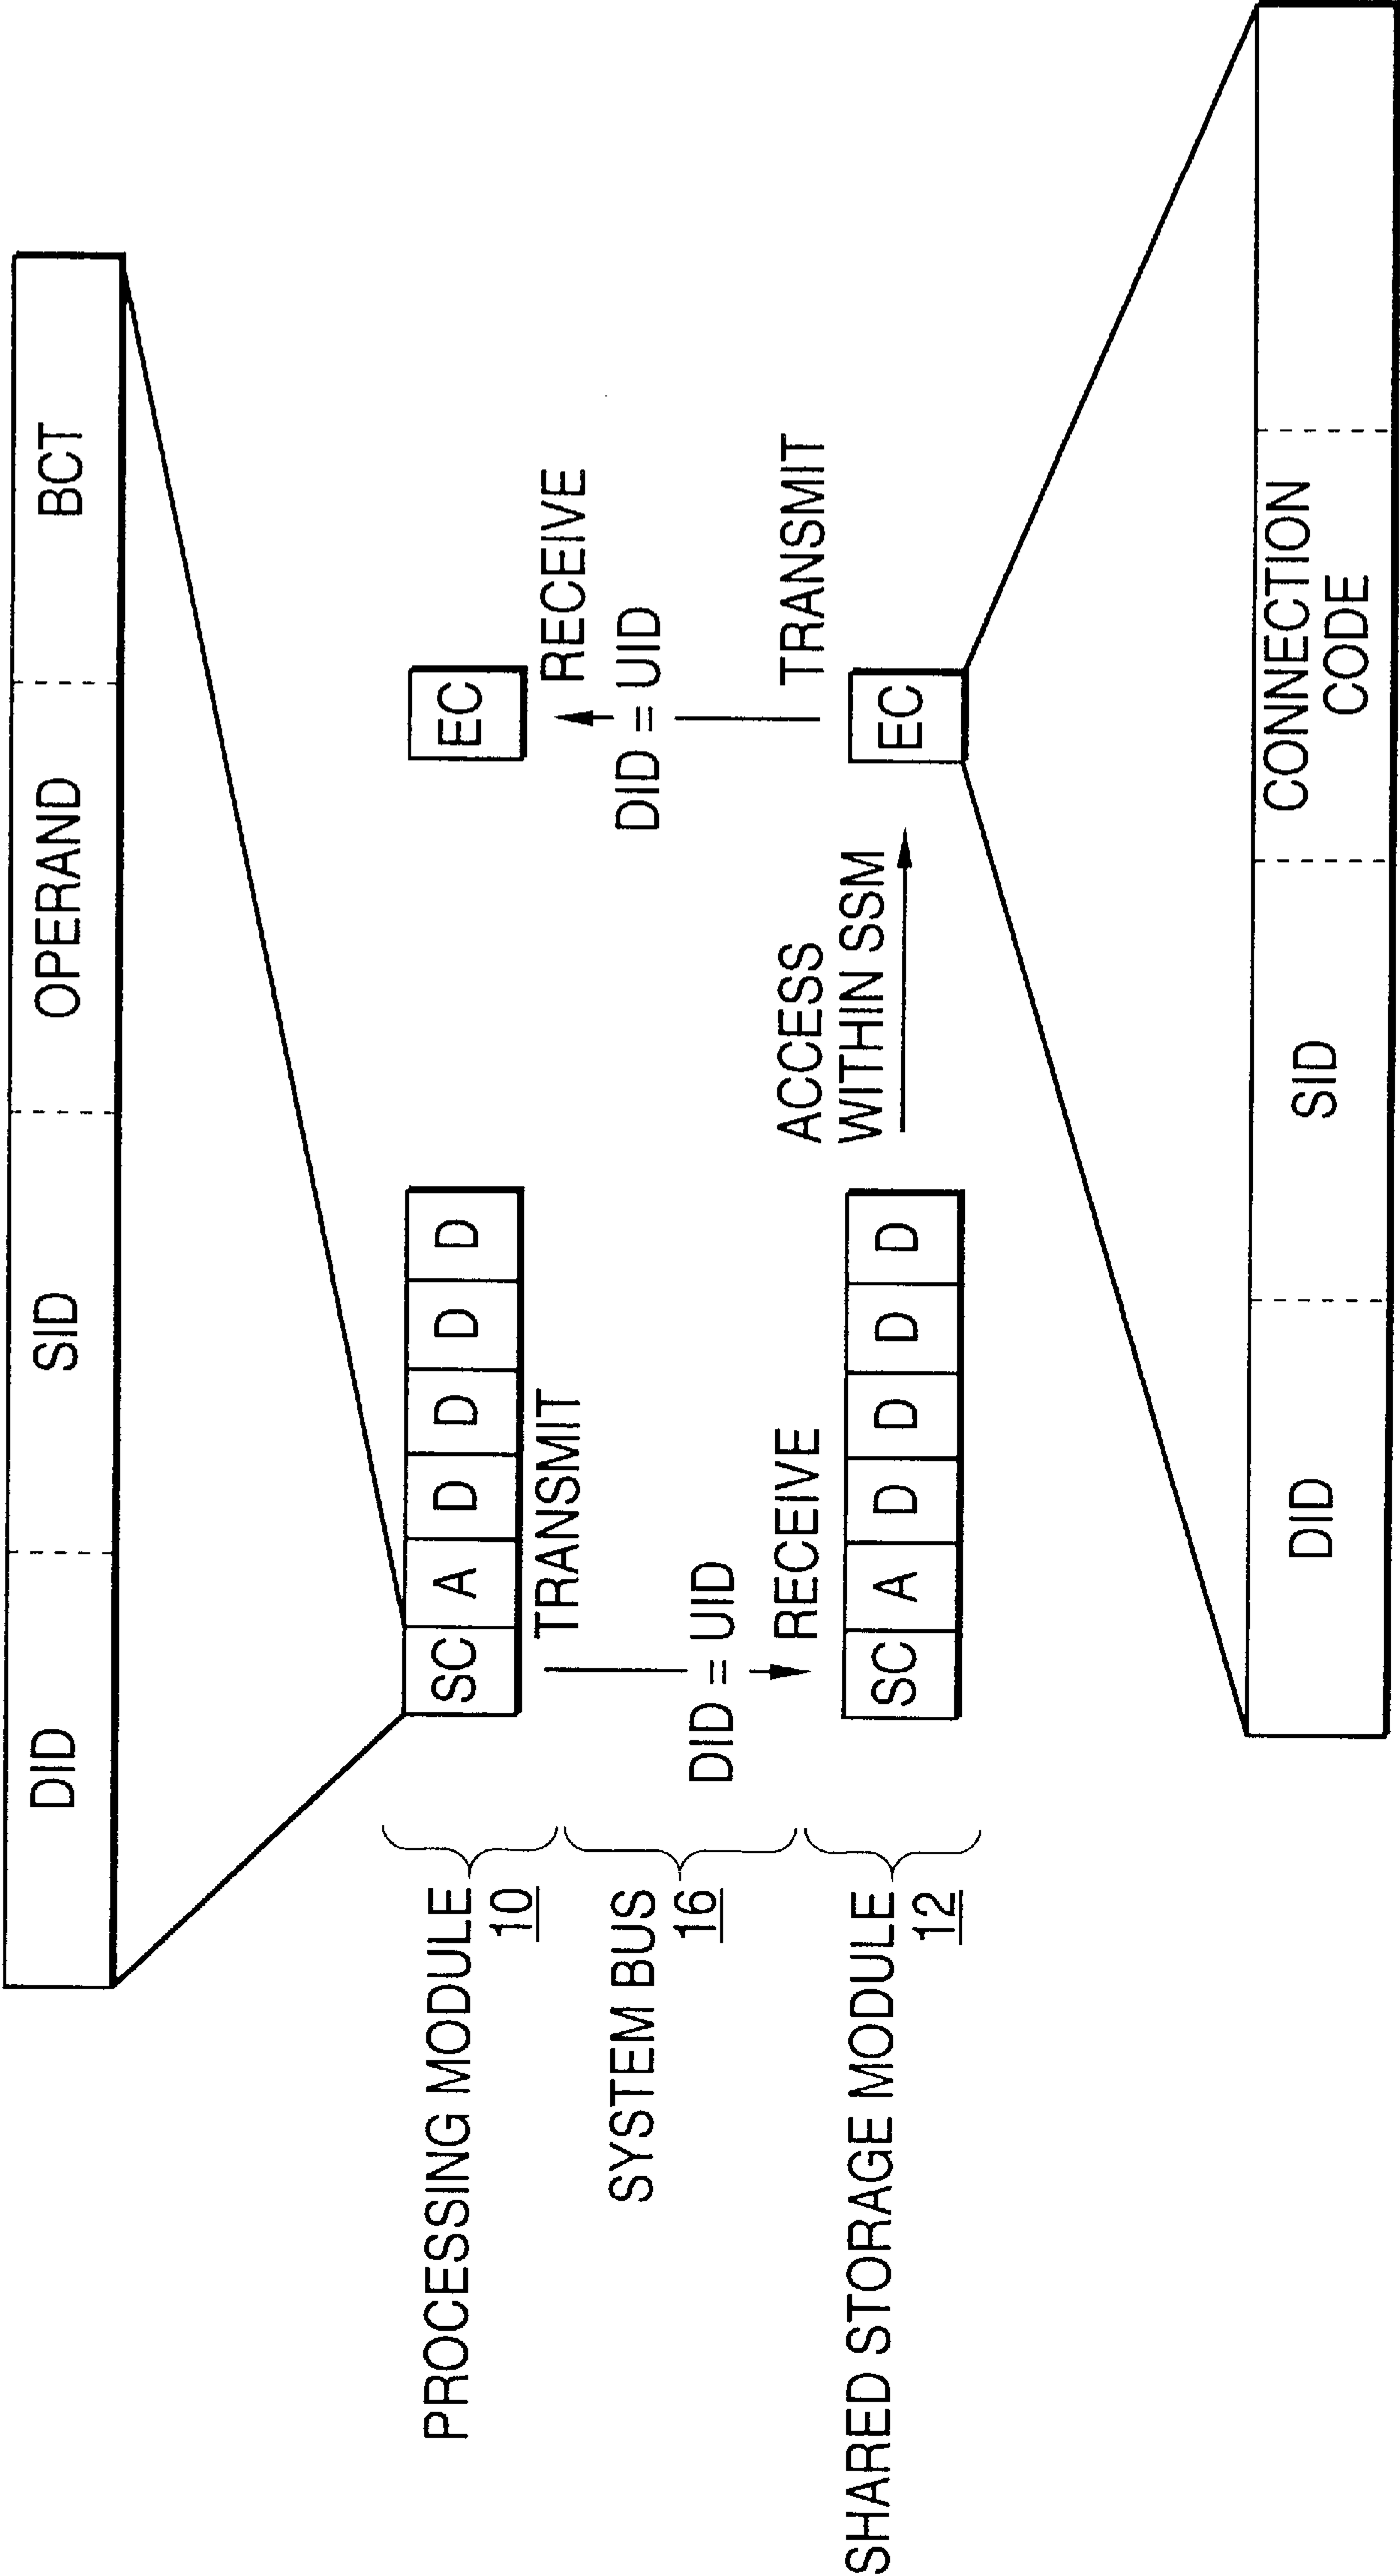 DID SID OPERAND BCT
PROCESSING MODULE
10
SC A D D D D
EC
TRANSMIT
RECEIVE
SYSTEM BUS
16
DID = UID
DID = UID
RECEIVE
ACCESS
WITHIN SSM
TRANSMIT
SHARED STORAGE MODULE
12
SC A D D D D
EC
DID SID CONNECTION
CODE